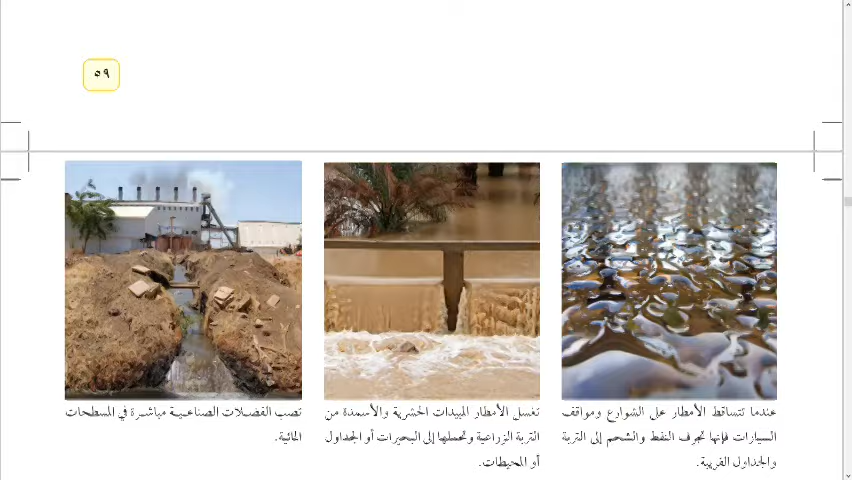 ٥٩
عندما تتساقط الأمطار على الشوارع ومواقف
السيارات فإنها تجرف النفط والشحم إلى التربة
والجداول القريبة.
تغسل الأمطار المبيدات الحشرية والأسمدة من
التربة الزراعية وتحملها إلى البحيرات أو الجداول
أو المحيطات.
تصب الفضلات الصناعية مباشرة في المسطحات
المائية.